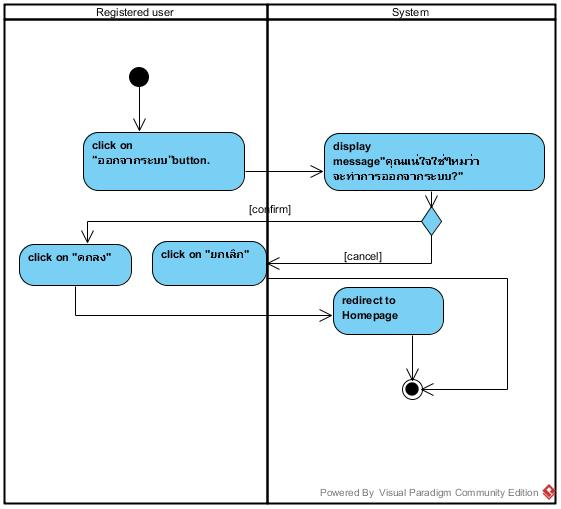 Registered user
System
click on
"ออกจากระบบ"button.
display
message"คุณแน่ใจใช่ไหมว่า
จะทำการออกจากระบบ?"
[confirm]
click on "ตกลง"
click on "ยกเลิก"
[cancel]
redirect to
Homepage
Powered By Visual Paradigm Community Edition